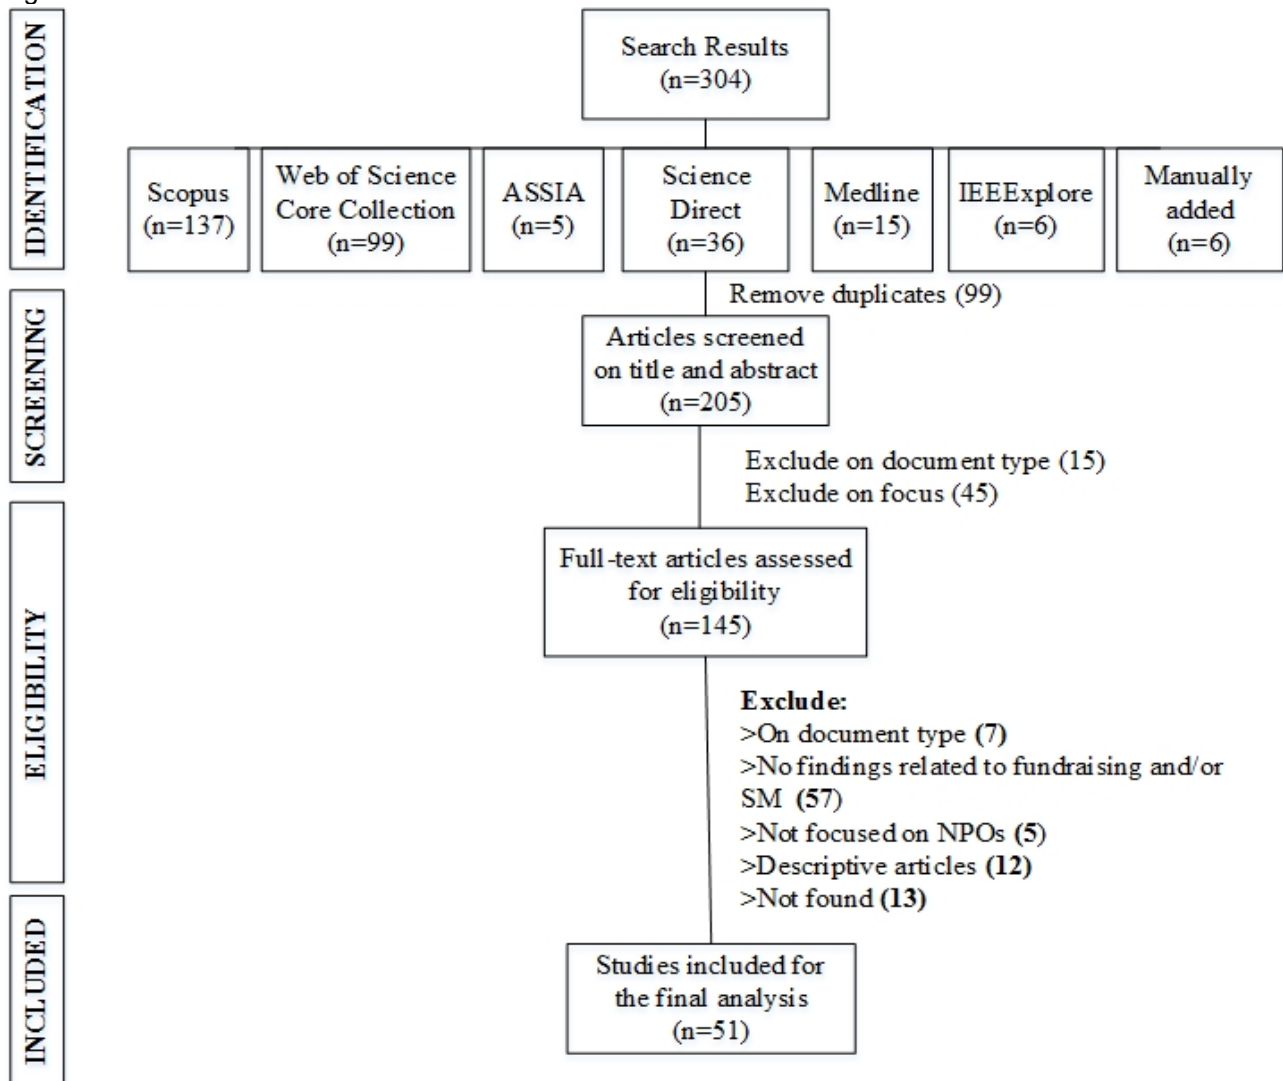 IDENTIFICATION
Search Results
(n=304)
Scopus
(n=137)
Web of Science
Core Collection
(n=99)
ASSIA
(n=5)
Science
Direct
(n=36)
Medline
(n=15)
IEEExplore
(n=6)
Manually
added
(n=6)
Remove duplicates (99)
SCREENING
Articles screened
on title and abstract
(n=205)
Exclude on document type (15)
Exclude on focus (45)
ELIGIBILITY
Full-text articles assessed
for eligibility
(n=145)
Exclude:
>On document type (7)
>No findings related to fundraising and/or
SM (57)
>Not focused on NPOs (5)
>Descriptive articles (12)
>Not found (13)
INCLUDED
Studies included for
the final analysis
(n=51)